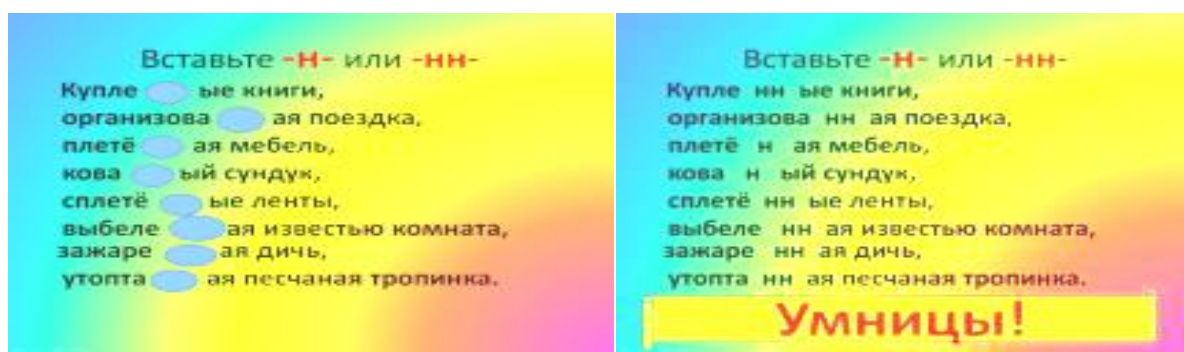 Вставьте -н- или -нн-
Купле ые книги,
организова ая поездка,
плетё ая мебель,
кова ый сундук,
сплетё ые ленты,
выбеле ая известью комната,
зажаре ая дичь,
утопта ая песчаная тропинка.
Вставьте -н- или -нн-
Купле нн ые книги,
организова нн ая поездка,
плетё н ая мебель,
кова н ый сундук,
сплетё нн ые ленты,
выбеле нн ая известью комната,
зажаре нн ая дичь,
утопта нн ая песчаная тропинка.
Умницы!